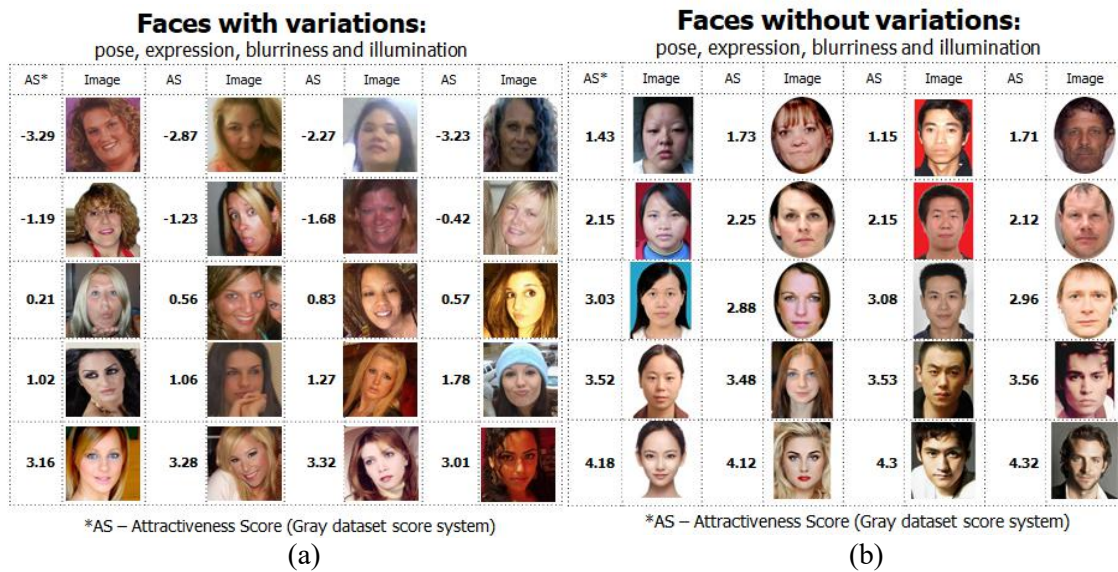 Faces with variations:
pose, expression, blurriness and illumination
AS* Image AS Image AS Image AS Image
-3.29 -2.87 -2.27 -3.23
-1.19 -1.23 -1.68 -0.42
0.21 0.56 0.83 0.57
1.02 1.06 1.27 1.78
3.16 3.28 3.32 3.01
*AS – Attractiveness Score (Gray dataset score system)
(a)
Faces without variations:
pose, expression, blurriness and illumination
AS* Image AS Image AS Image AS Image
1.43 1.73 1.15 1.71
2.15 2.25 2.15 2.12
3.03 2.88 3.08 2.96
3.52 3.48 3.53 3.56
4.18 4.12 4.3 4.32
*AS – Attractiveness Score (Gray dataset score system)
(b)